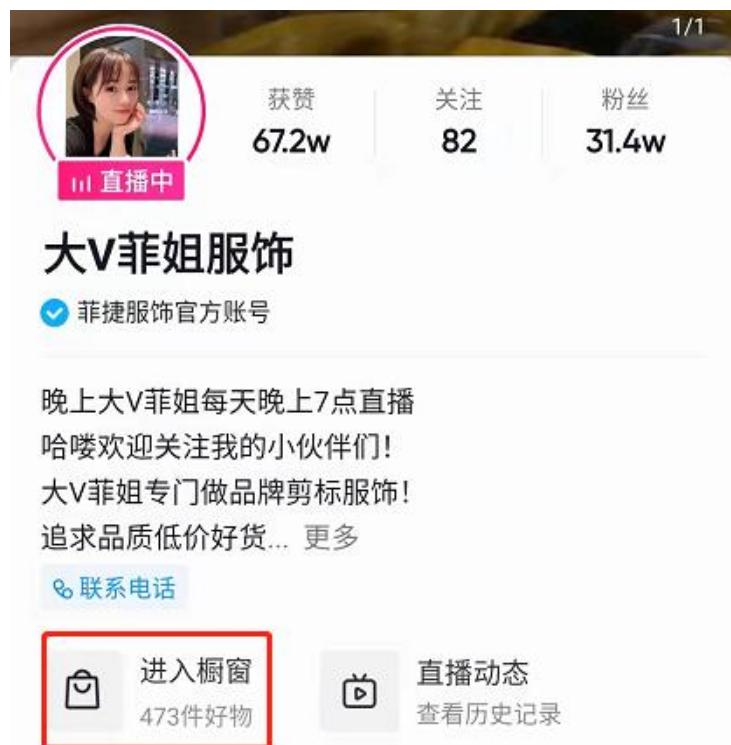 1/1
获赞 关注 粉丝
67.2w 82 31.4w
直播中
大V菲姐服饰
菲捷服饰官方账号
晚上大V菲姐每天晚上7点直播
哈喽欢迎关注我的小伙伴们！
大V菲姐专门做品牌剪标服饰！
追求品质低价好货... 更多
联系电话
进入橱窗 直播动态
473件好物 查看历史记录